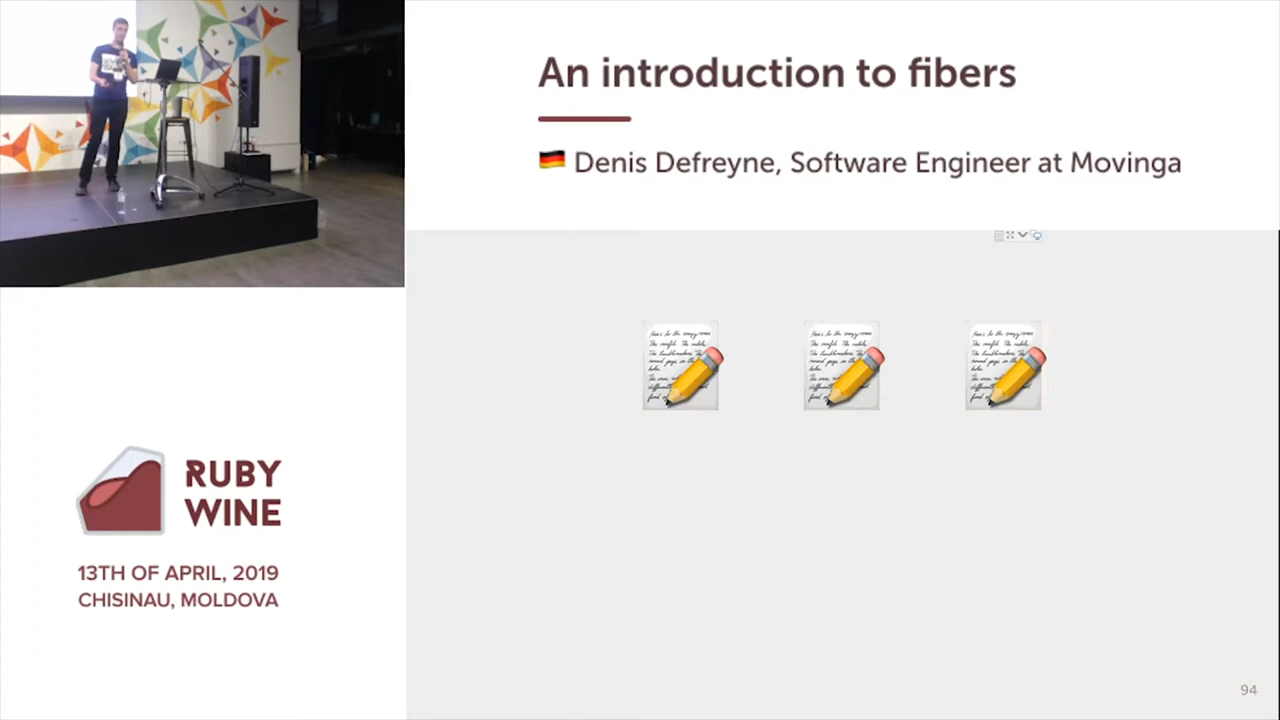 An introduction to fibers
🇩🇪 Denis Defreyne, Software Engineer at Movinga
RUBY
WINE
13TH OF APRIL, 2019
CHISINAU, MOLDOVA
94